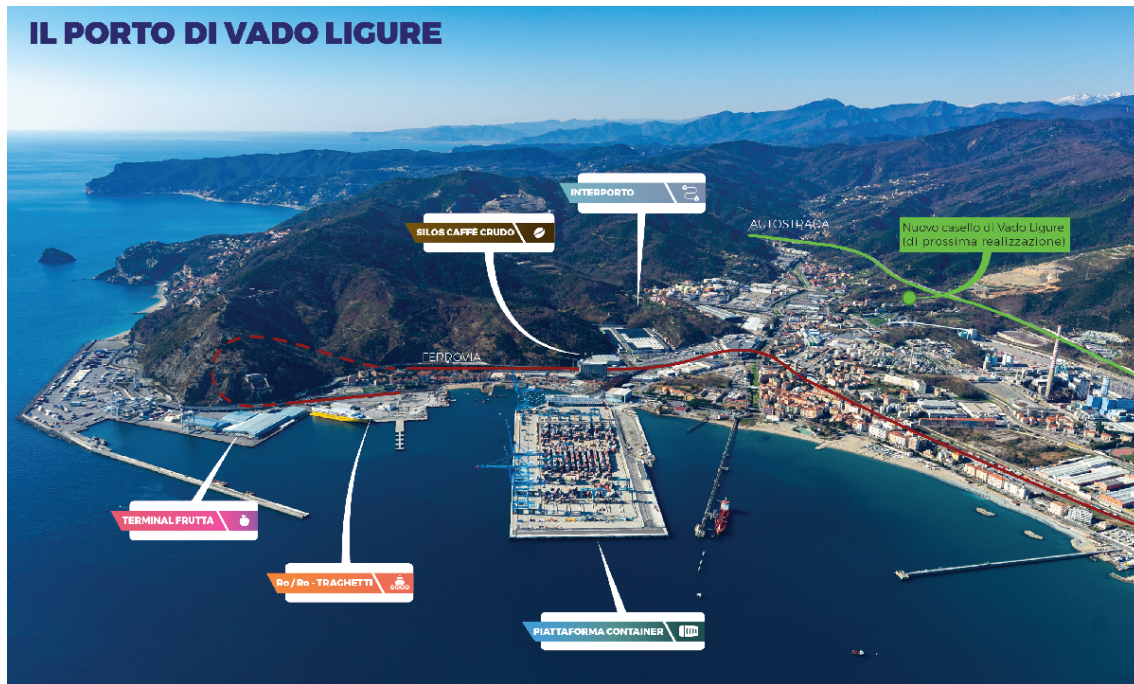 IL PORTO DI VADO LIGURE
INTERPORTO
SILOS CAFFÈ CRUDO
AUTOSTRADA
Nuovo casello di Vado Ligure
(di prossima realizzazione)
FERROVIA
TERMINAL FRUTTA
Ro/Ro - TRAGHETTI
PIATTAFORMA CONTAINER